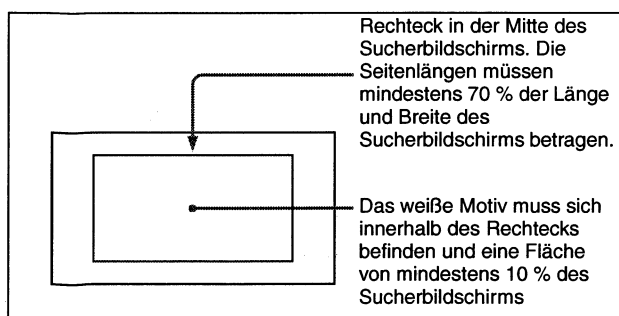 Rechteck in der Mitte des
Sucherbildschirms. Die
Seitenlängen müssen
mindestens 70 % der Länge
und Breite des
Sucherbildschirms betragen.
Das weiße Motiv muss sich
innerhalb des Rechtecks
befinden und eine Fläche
von mindestens 10 % des
Sucherbildschirms